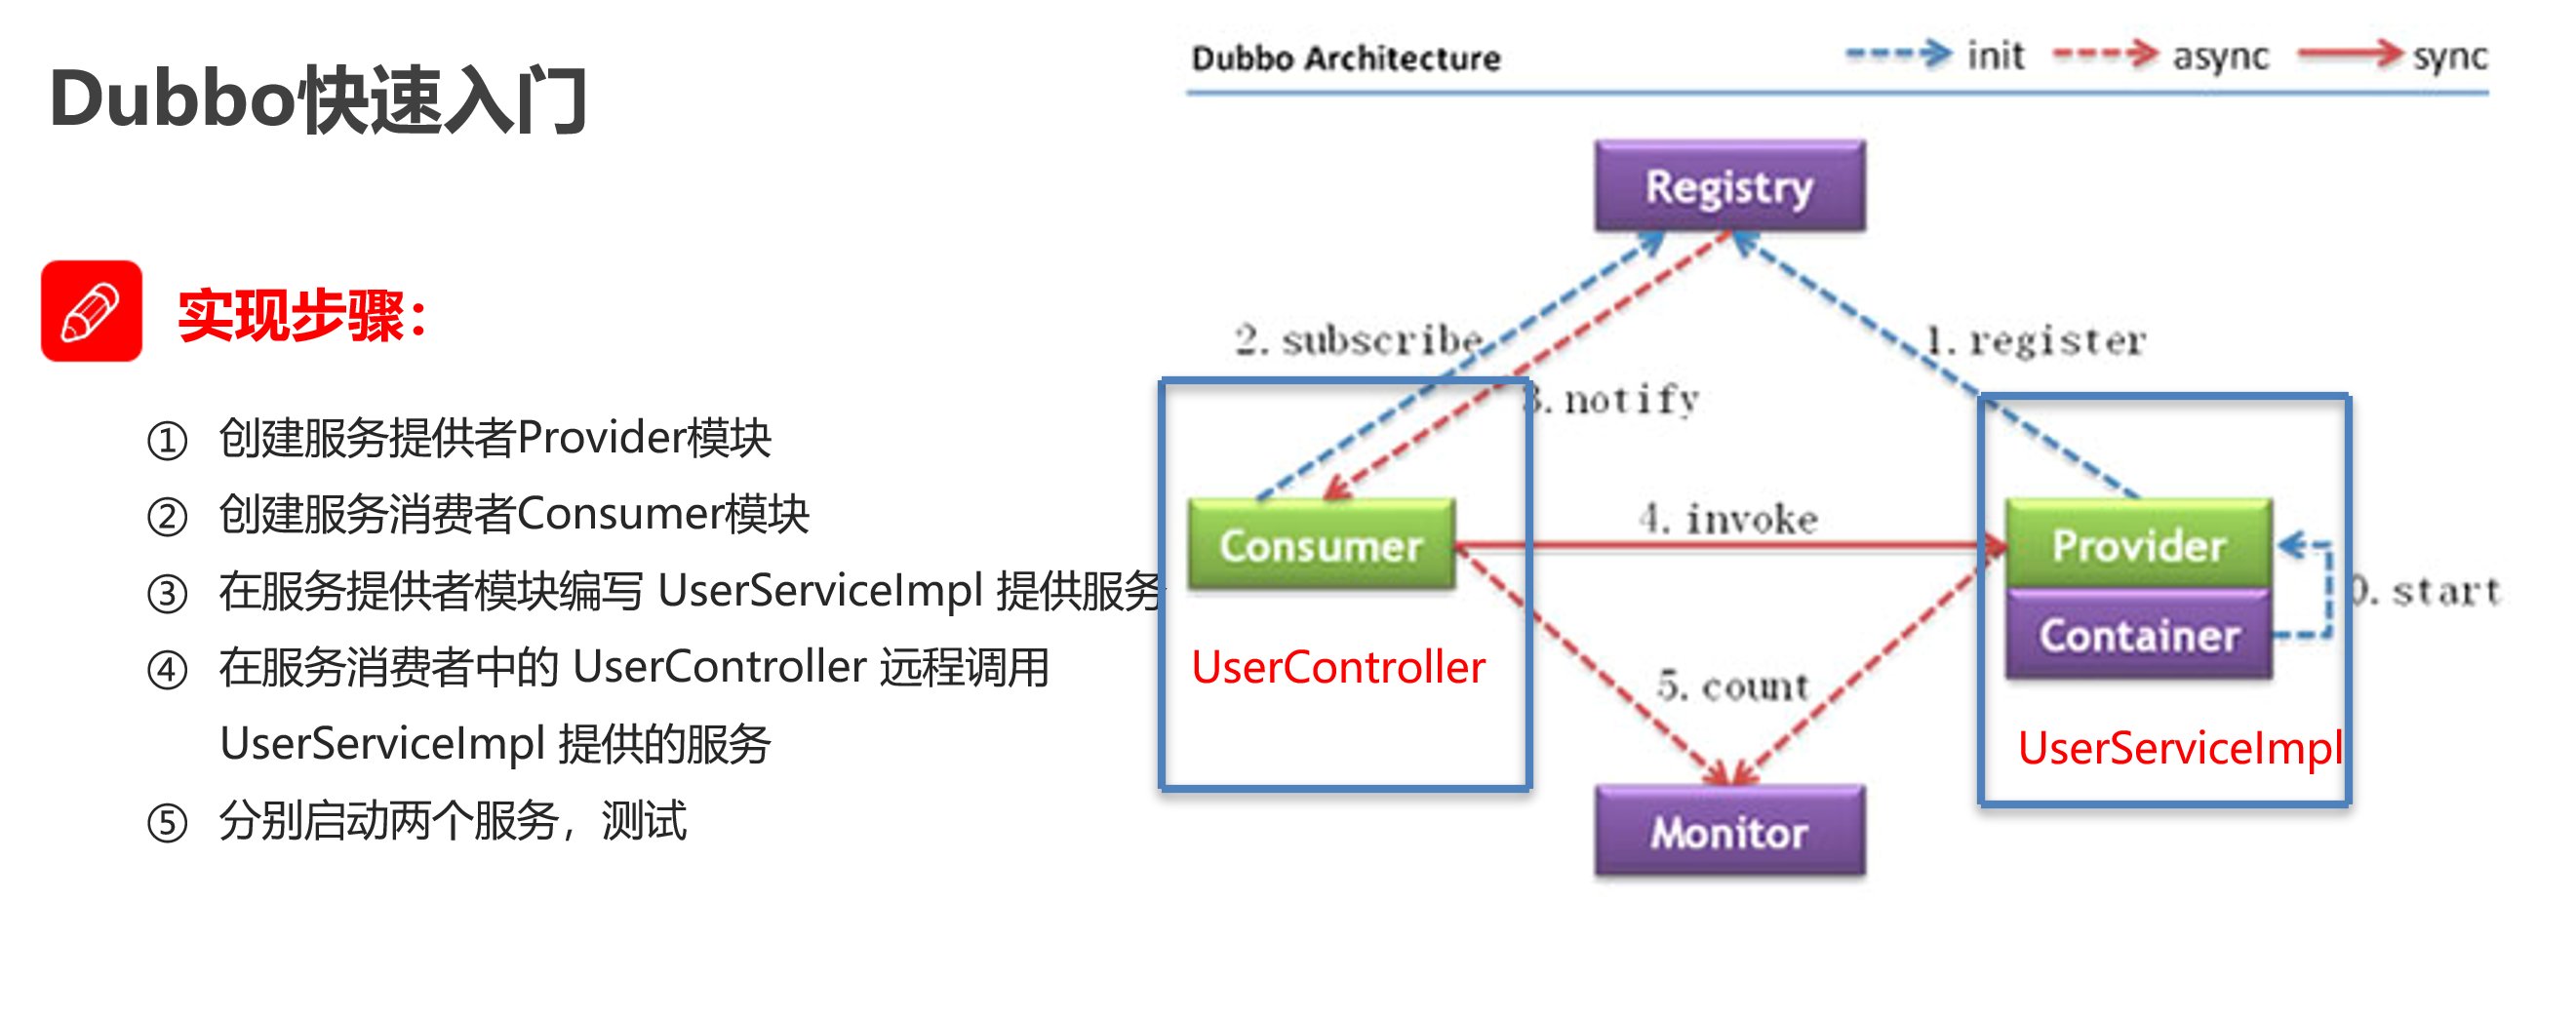 Dubbo快速入门
实现步骤：
① 创建服务提供者Provider模块
② 创建服务消费者Consumer模块
③ 在服务提供者模块编写 UserServiceImpl 提供服务
④ 在服务消费者中的 UserController 远程调用
UserServiceImpl 提供的服务
⑤ 分别启动两个服务，测试
Dubbo Architecture
init
async
sync
Registry
2. subscribe
1. register
3. notify
Consumer
4. invoke
Provider
0. start
Container
UserController
5. count
UserServiceImpl
Monitor